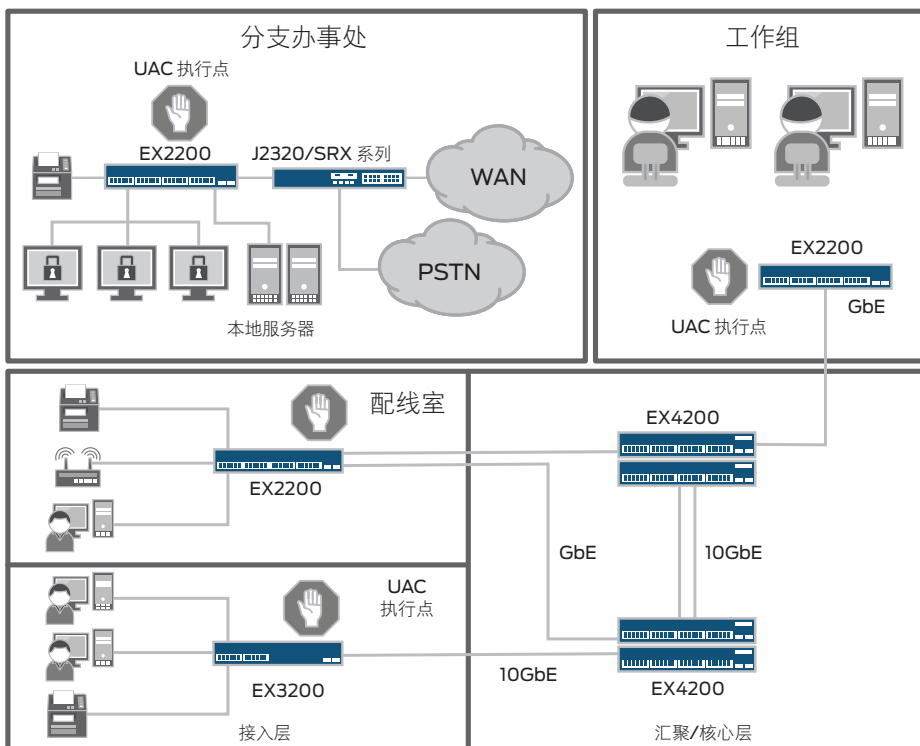 分支办事处
UAC 执行点
EX2200
J2320/SRX 系列
WAN
PSTN
本地服务器
工作组
EX2200
GbE
UAC 执行点
配线室
EX2200
EX4200
GbE
10GbE
UAC
执行点
EX3200
10GbE
EX4200
接入层
汇聚/核心层